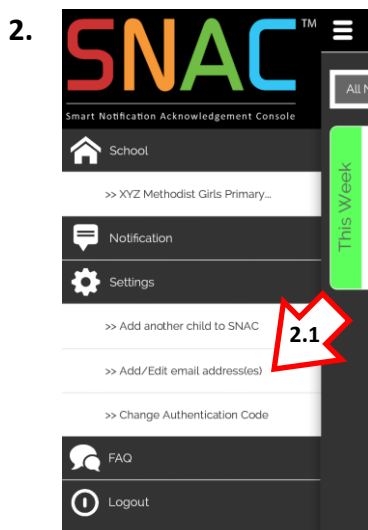 2.
SNAC™
Smart Notification Acknowledgement Console
All N
School
>> XYZ Methodist Girls Primary...
This Week
Notification
Settings
>> Add another child to SNAC
2.1
>> Add/Edit email address(es)
>> Change Authentication Code
FAQ
Logout